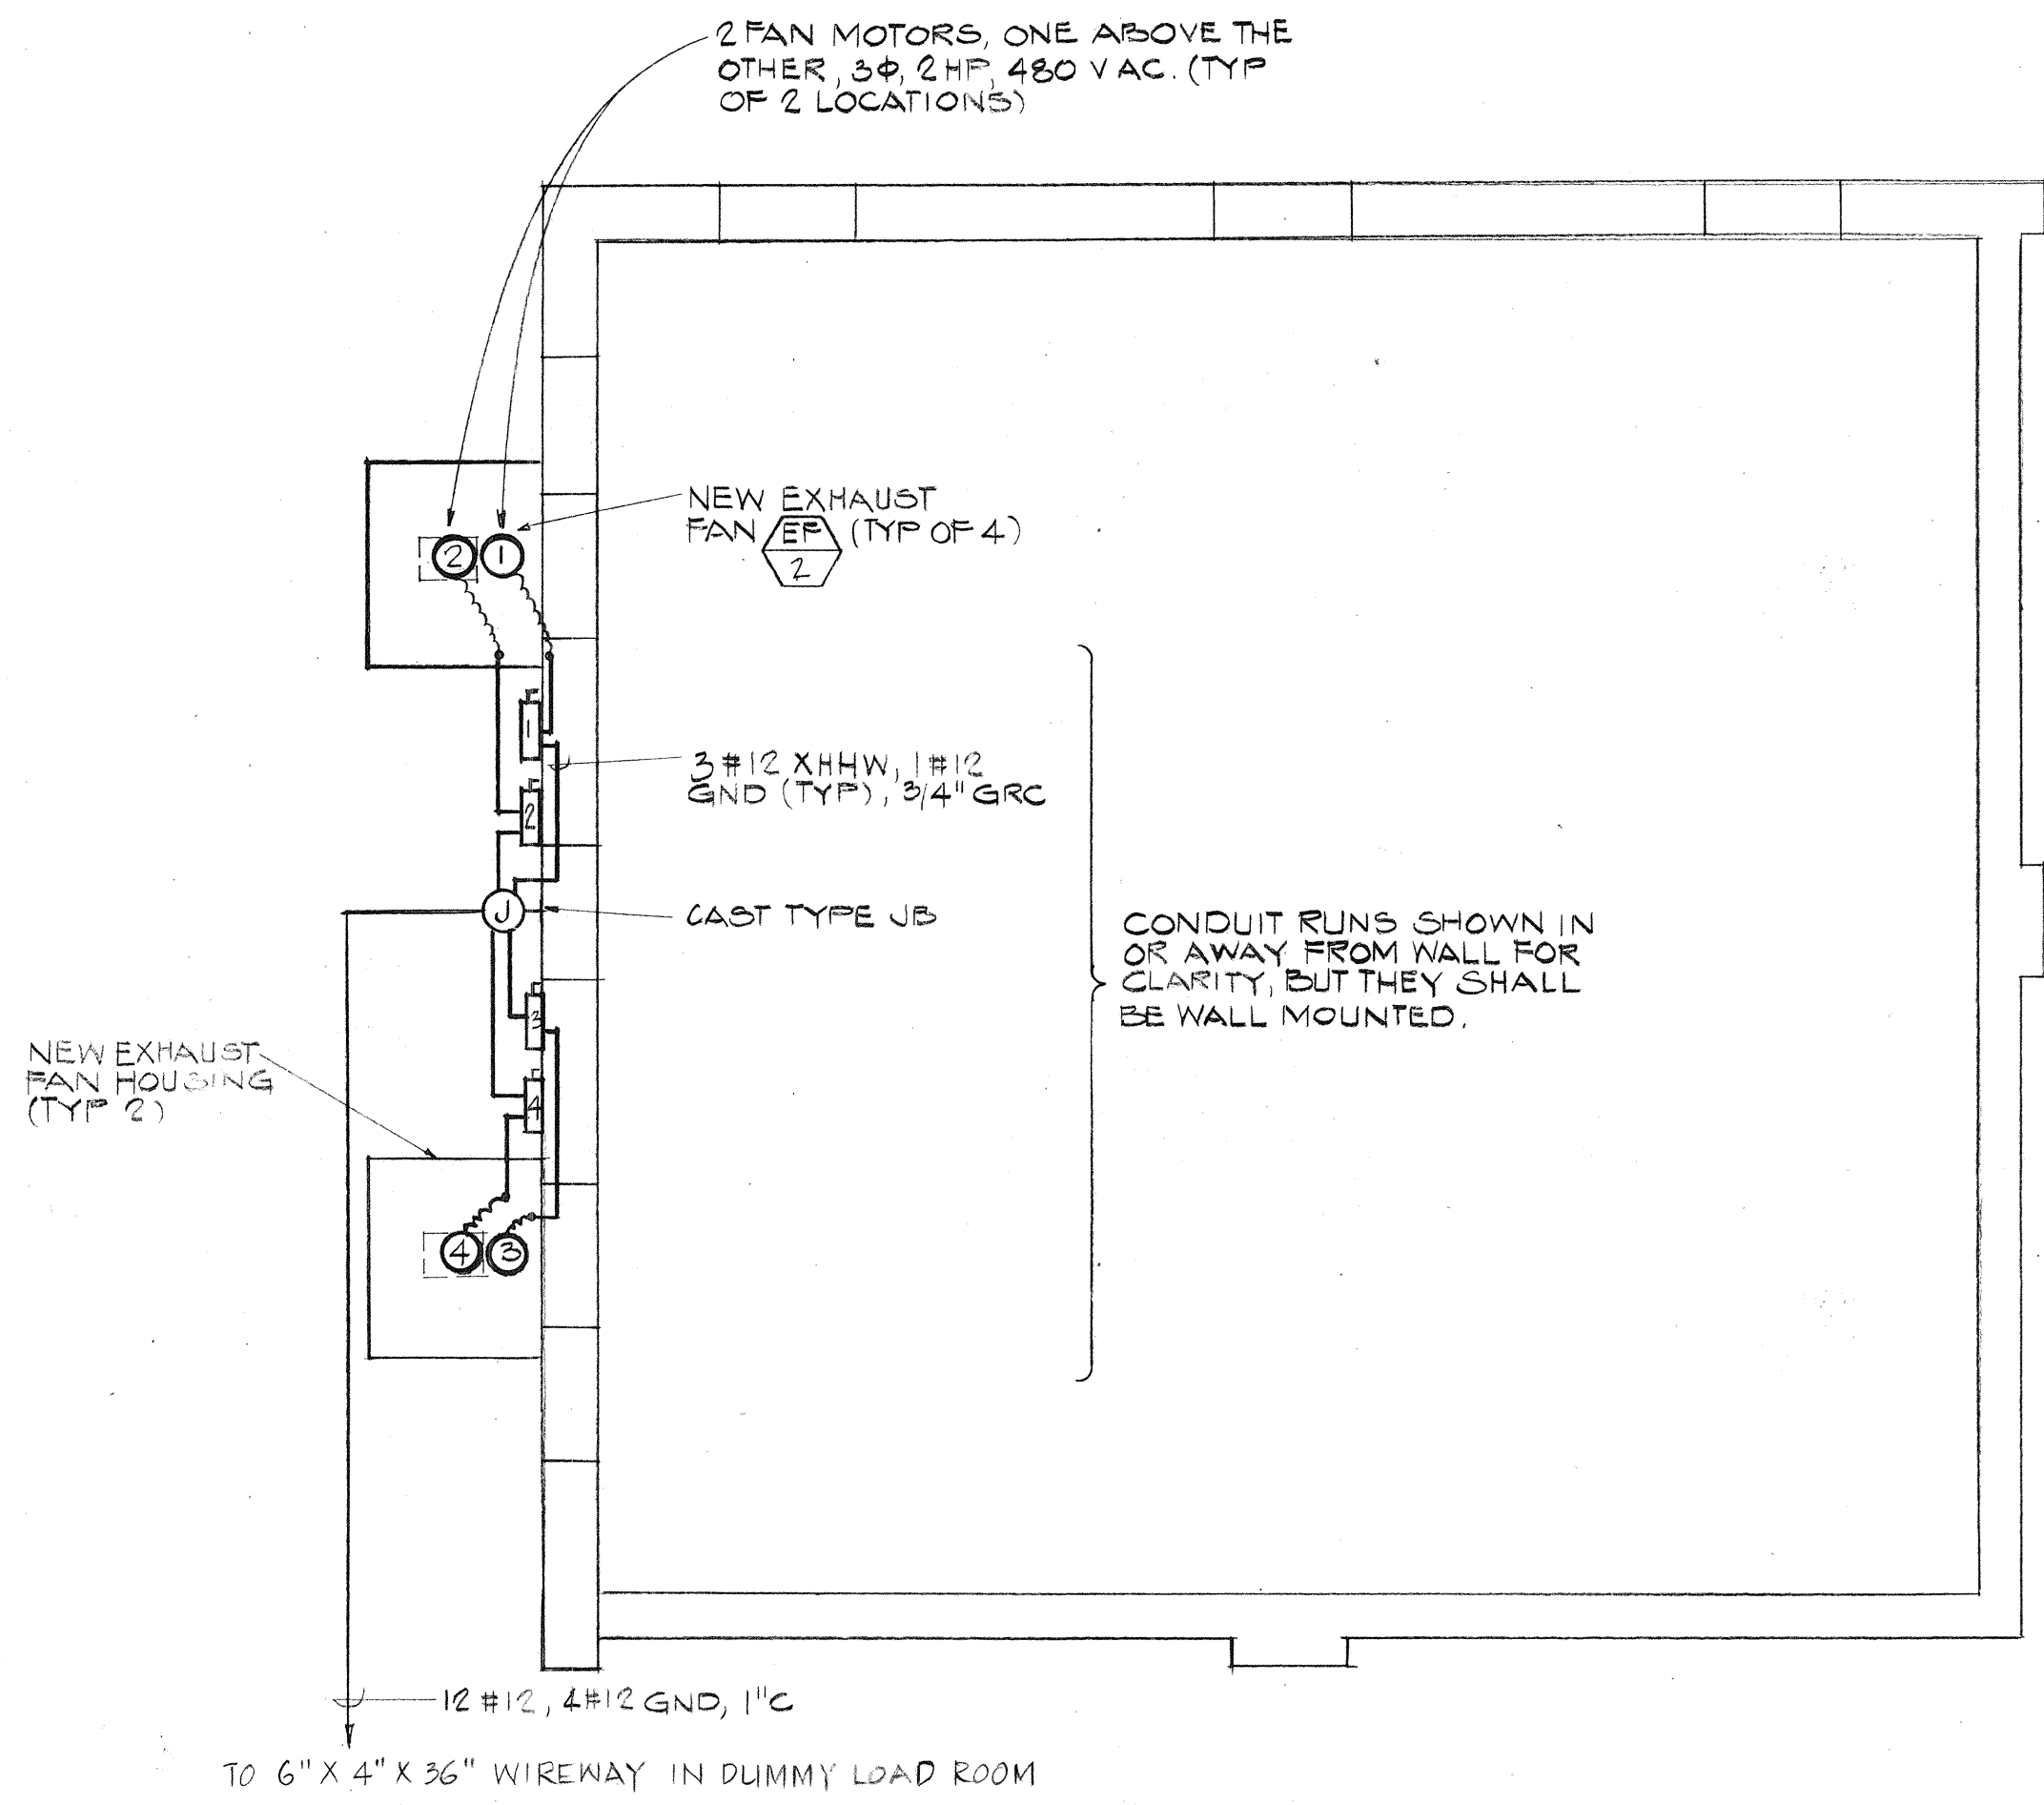 2 FAN MOTORS, ONE ABOVE THE
OTHER, 3Φ, 2 HP, 480 V AC. (TYP
OF 2 LOCATIONS)
NEW EXHAUST
FAN EF (TYP OF 4)
2
2 1
1
3 #12 XHHW, 1 #12
GND (TYP), 3/4" GRC
2
J
CAST TYPE JB
CONDUIT RUNS SHOWN IN
OR AWAY FROM WALL FOR
CLARITY, BUT THEY SHALL
BE WALL MOUNTED.
3
NEW EXHAUST
FAN HOUSING
(TYP 2)
4
4 3
12 #12, 4#12 GND, 1"C
TO 6" X 4" X 36" WIREWAY IN DUMMY LOAD ROOM